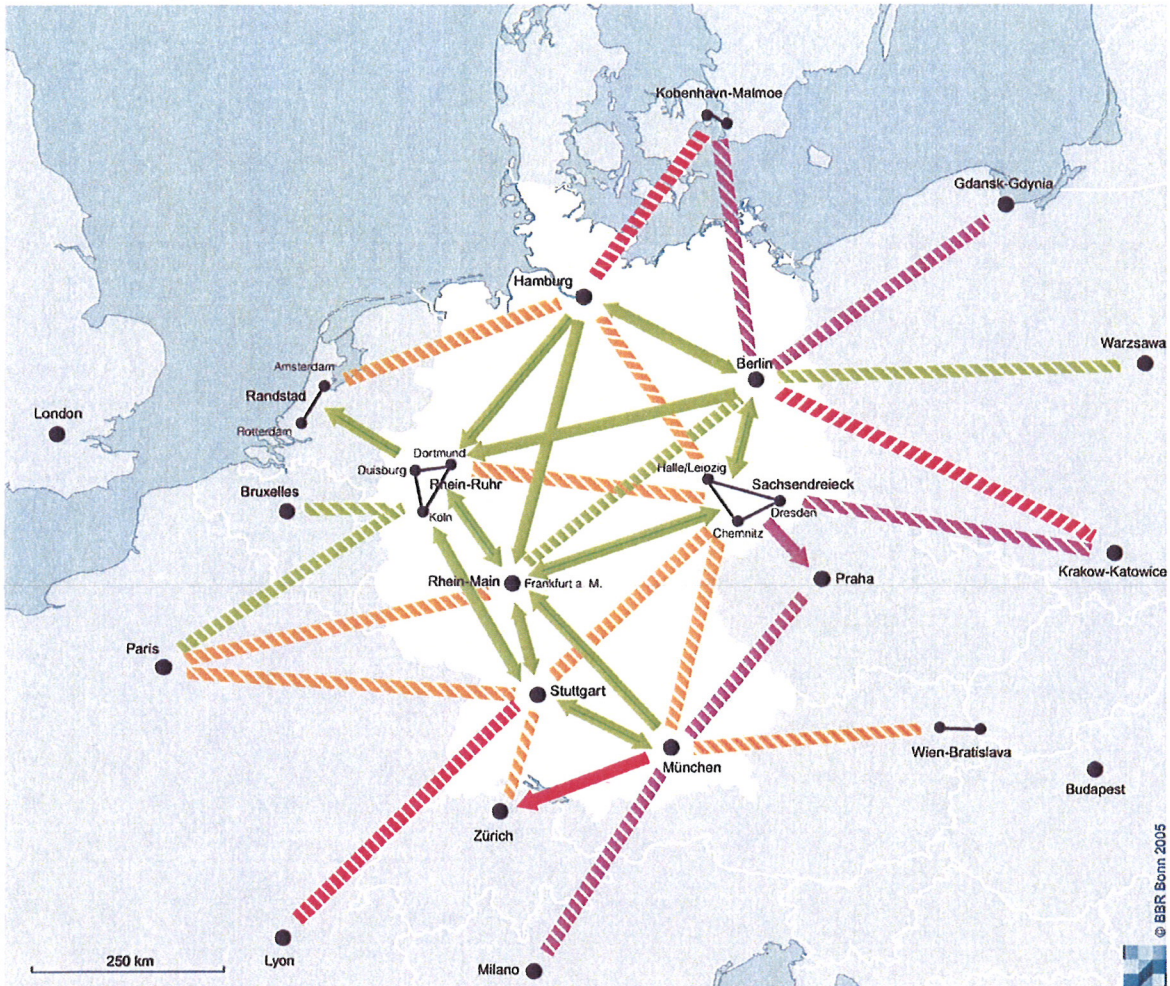 Kobenhavn-Malmoe
Gdansk-Gdynia
Hamburg
Warzsawa
Berlin
Amsterdam
Randstad
London
Rotterdam
Dortmund
Duisburg
Halle/Leipzig
Rhein-Ruhr
Sachsendreieck
Bruxelles
Köln
Dresden
Chemnitz
Krakow-Katowice
Rhein-Main
Frankfurt a. M.
Praha
Paris
Stuttgart
Wien-Bratislava
München
Budapest
Zürich
© BBR Bonn 2005
250 km
Lyon
Milano